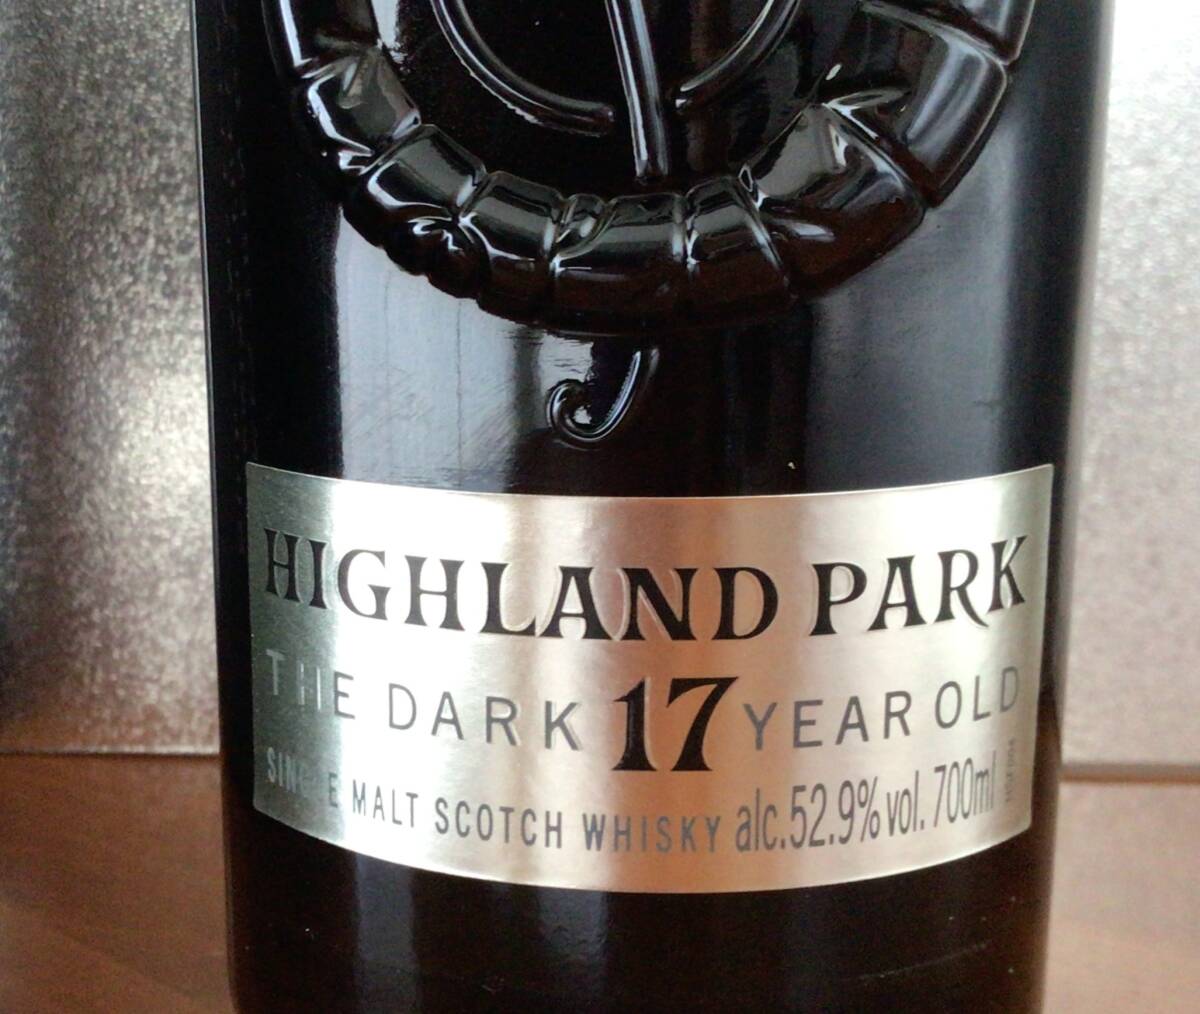 HIGHLAND PARK
THE DARK 17 YEAR OLD
SINGLE MALT SCOTCH WHISKY alc.52.9%vol. 700ml